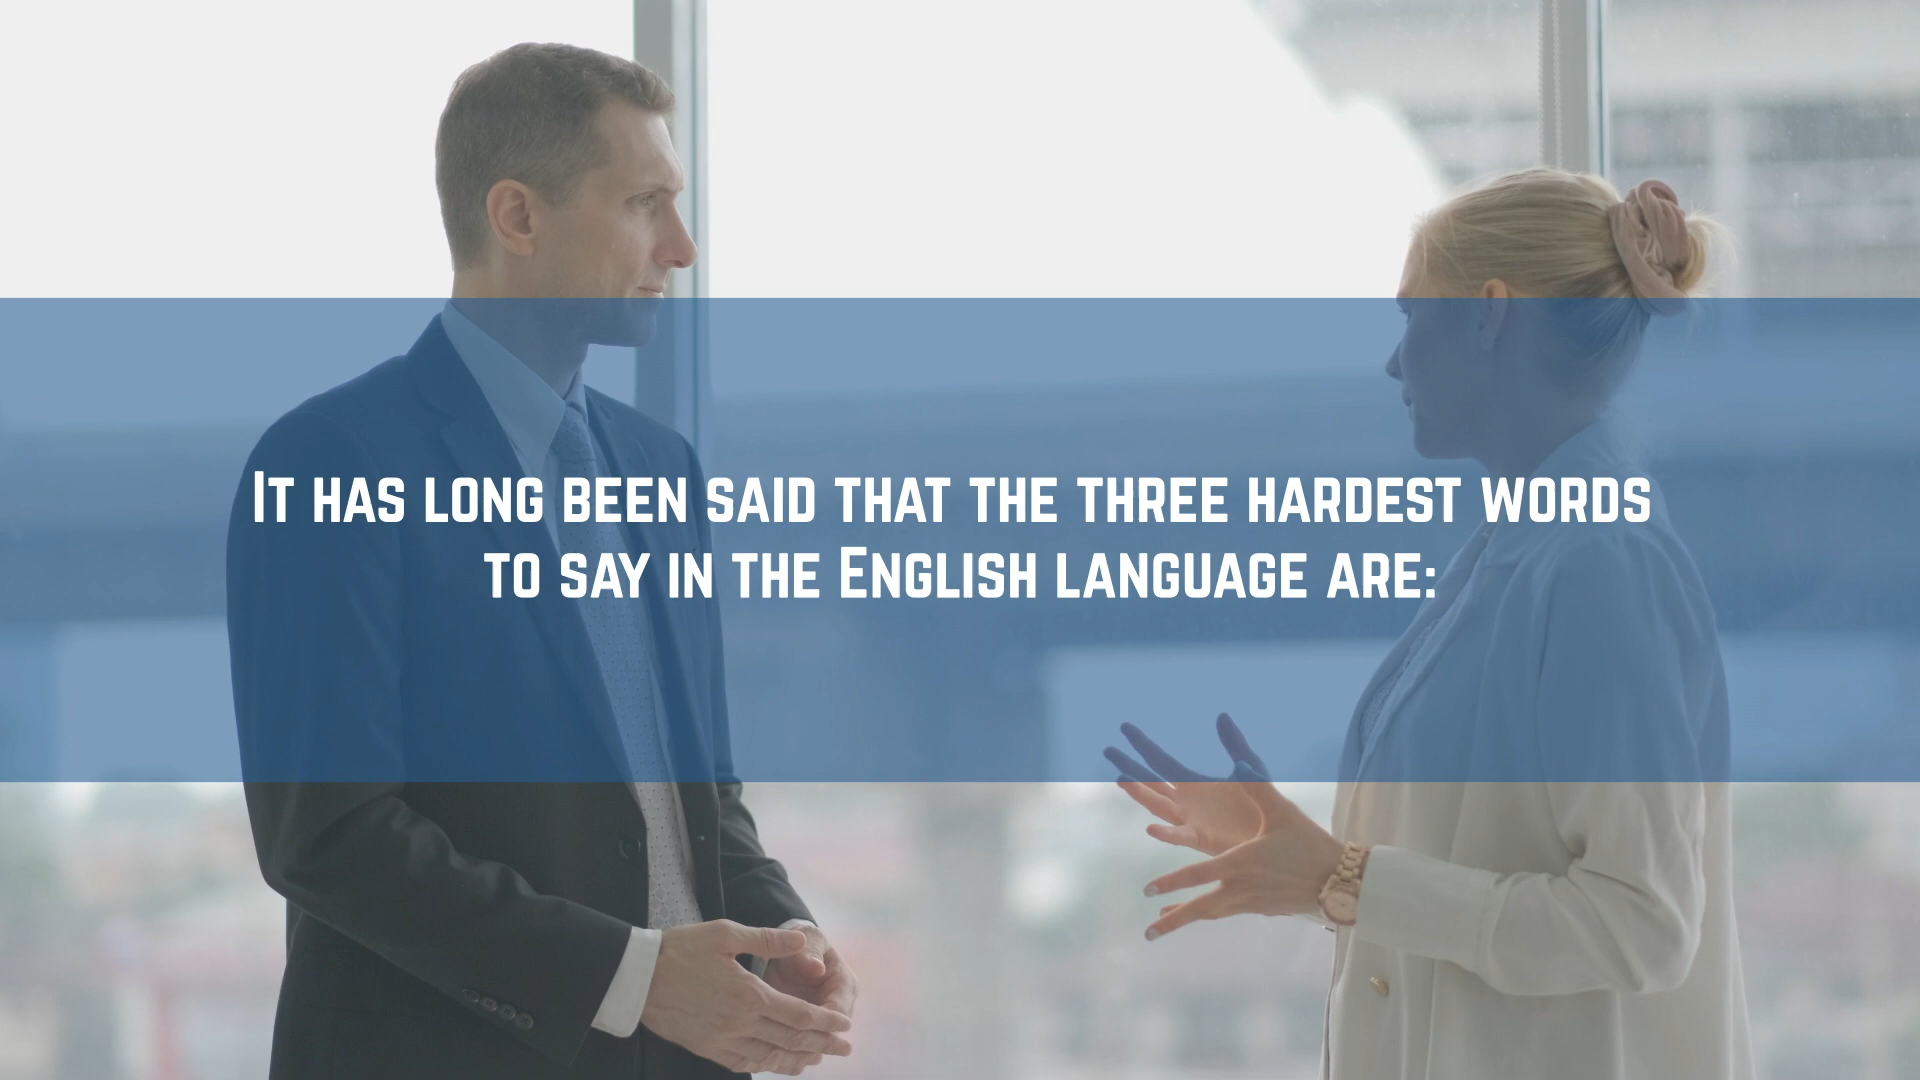 It has long been said that the three hardest words
to say in the English language are: